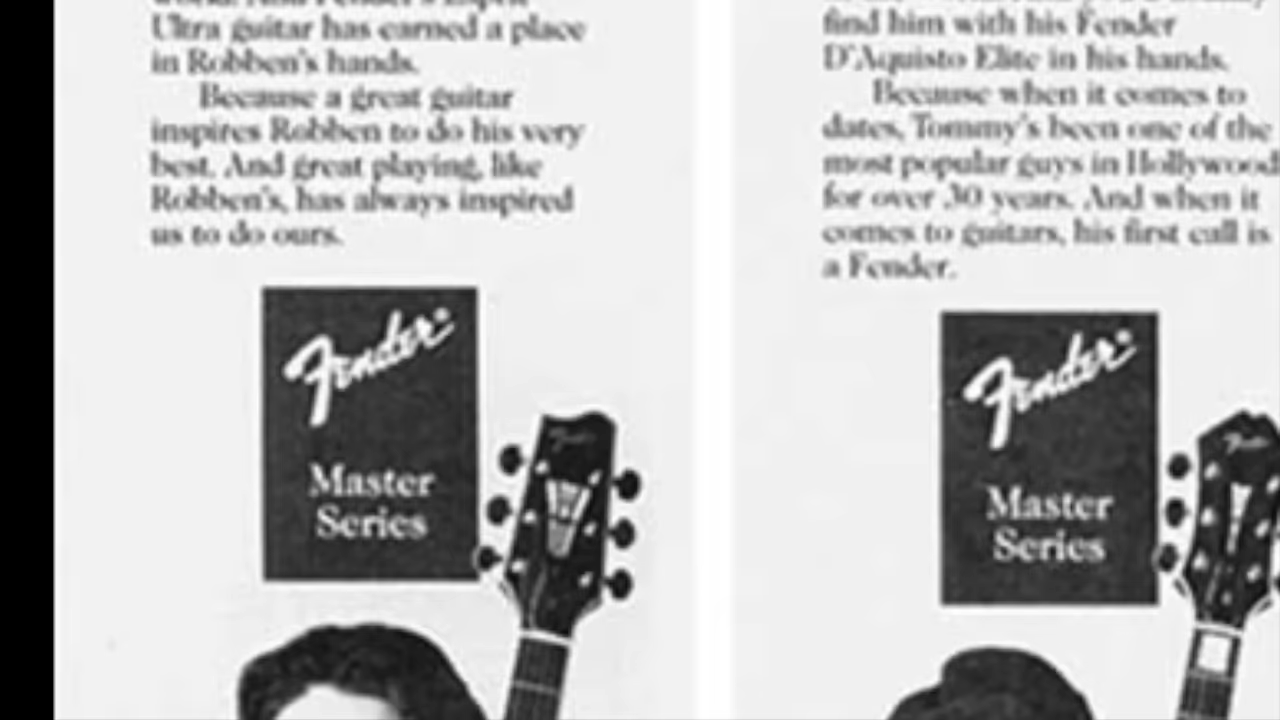 Ultra guitar has earned a place
in Robben's hands.
Because a great guitar
inspires Robben to do his very
best. And great playing, like
Robben's, has always inspired
us to do ours.
Fender
Master
Series
Fender
find him with his Fender
D'Aquisto Elite in his hands.
Because when it comes to
dates, Tommy's been one of the
most popular guys in Hollywood
for over 30 years. And when it
comes to guitars, his first call is
a Fender.
Fender
Master
Series
Fender